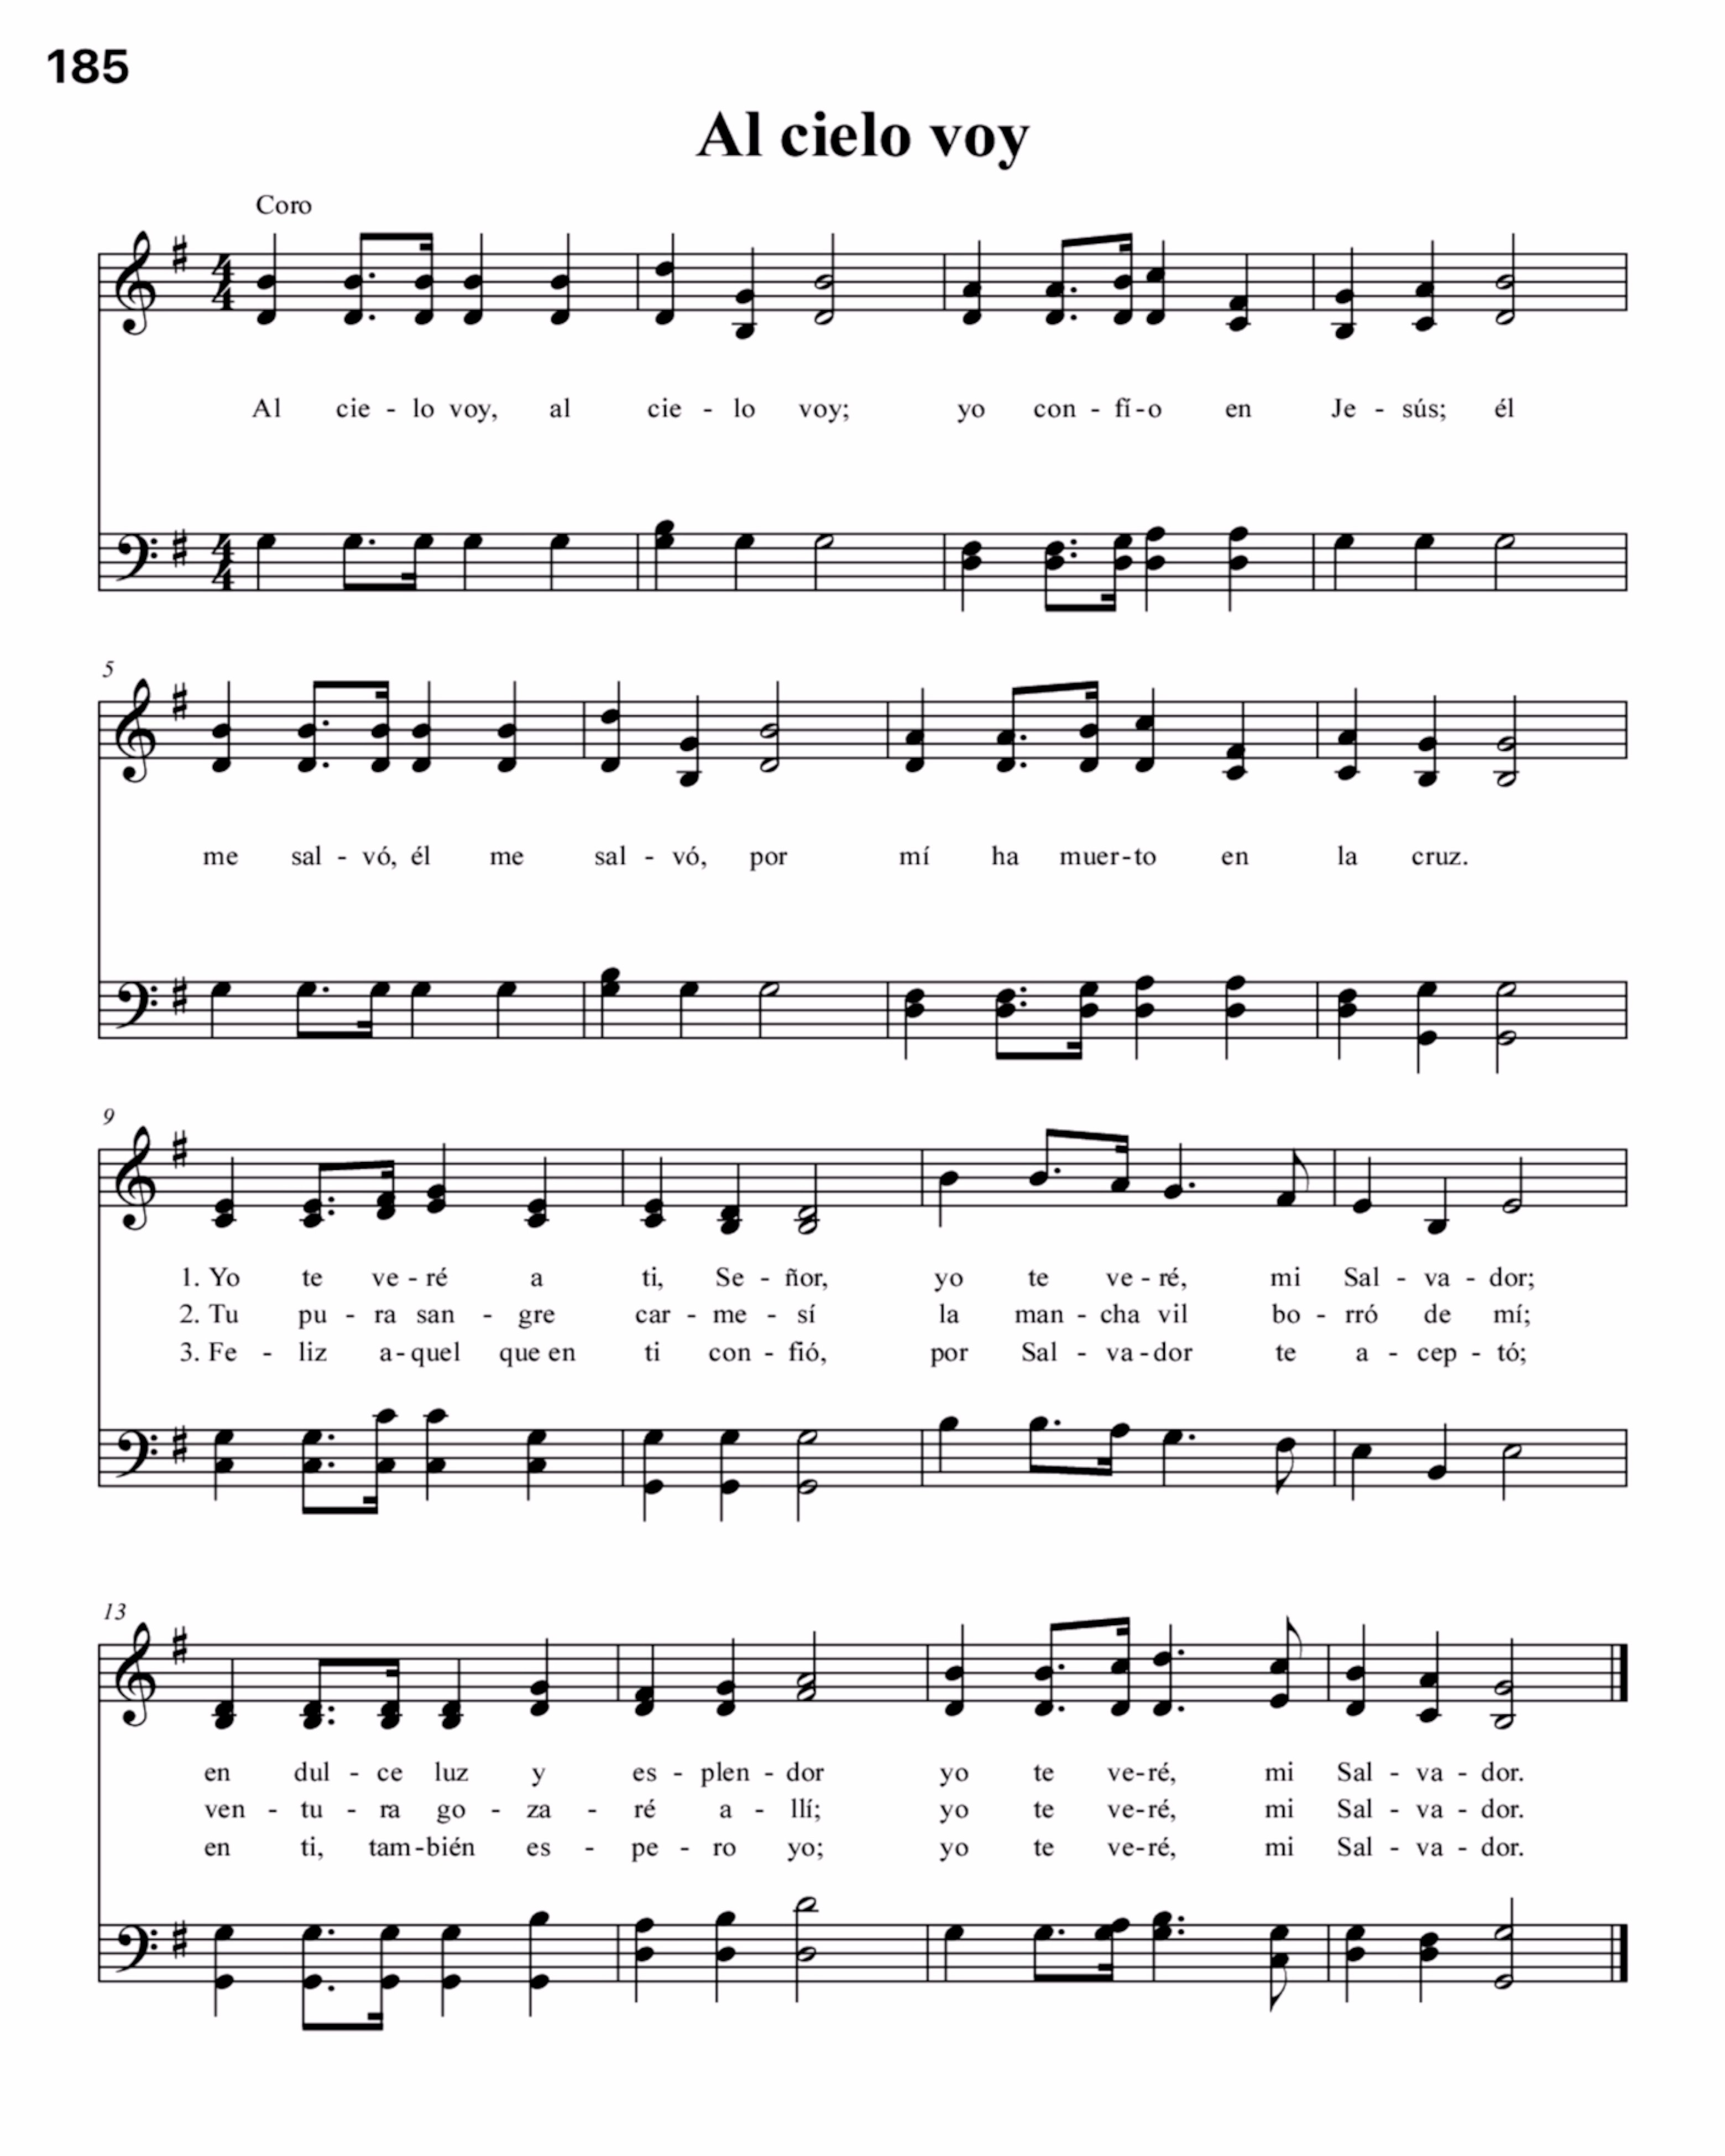 185
Al cielo voy
Coro
Al cie - lo voy, al cie - lo voy; yo con - fí - o en Je - sús; él
5
me sal - vó, él me sal - vó, por mí ha muer - to en la cruz.
9
1. Yo te ve - ré a ti, Se - ñor, yo te ve - ré, mi Sal - va - dor;
2. Tu pu - ra san - gre car - me - sí la man - cha vil bo - rró de mí;
3. Fe - liz a - quel que en ti con - fió, por Sal - va - dor te a - cep - tó;
13
en dul - ce luz y es - plen - dor yo te ve - ré, mi Sal - va - dor.
ven - tu - ra go - za - ré a - llí; yo te ve - ré, mi Sal - va - dor.
en ti, tam - bién es - pe - ro yo; yo te ve - ré, mi Sal - va - dor.